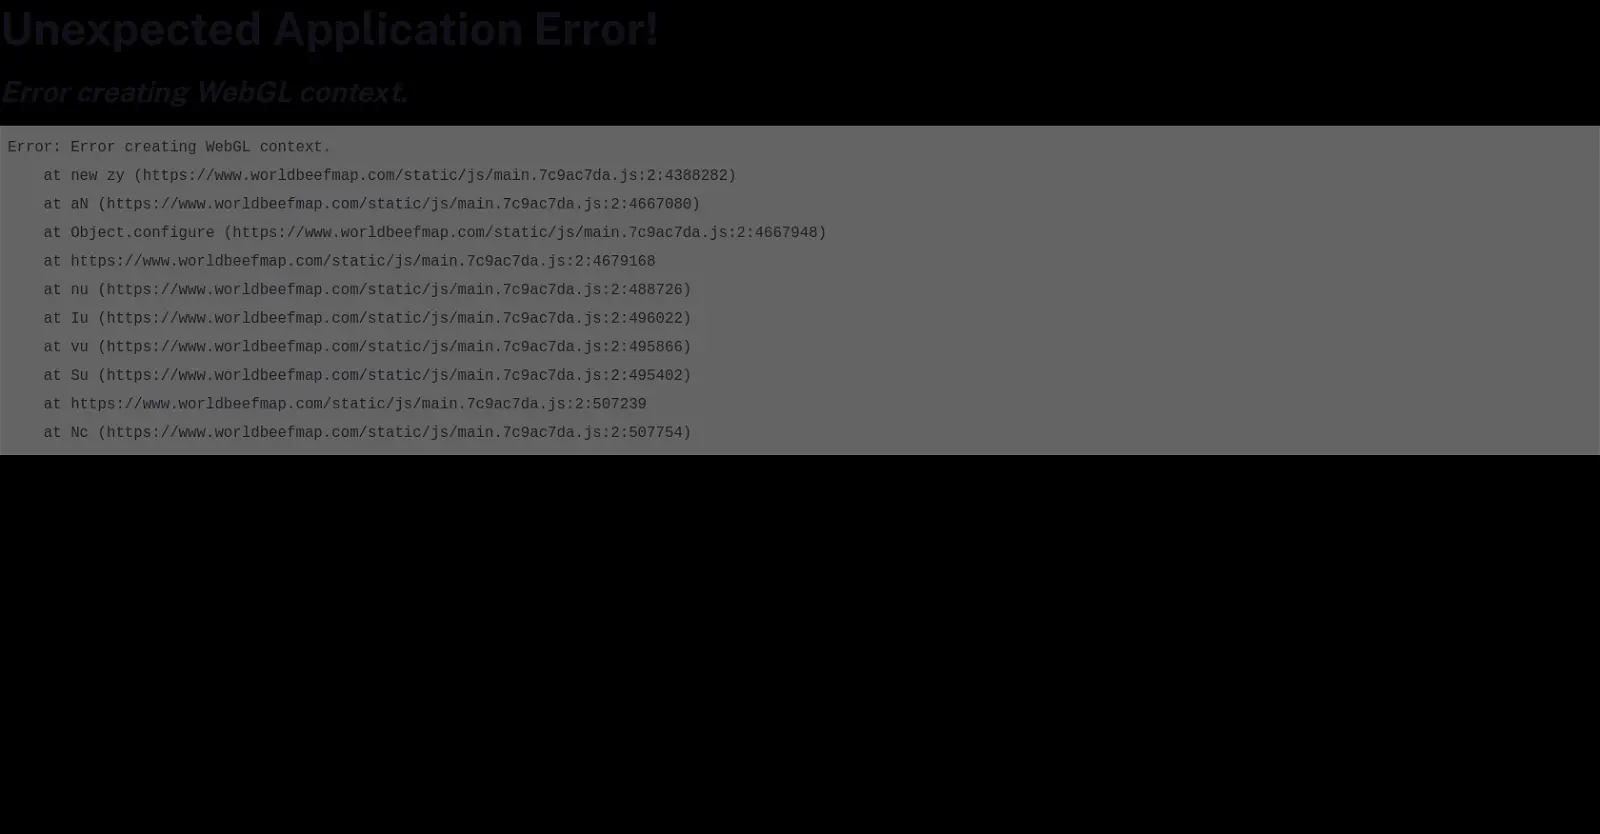 Unexpected Application Error!
Error creating WebGL context.
Error: Error creating WebGL context.
    at new zy (https://www.worldbeefmap.com/static/js/main.7c9ac7da.js:2:4388282)
    at aN (https://www.worldbeefmap.com/static/js/main.7c9ac7da.js:2:4667080)
    at Object.configure (https://www.worldbeefmap.com/static/js/main.7c9ac7da.js:2:4667948)
    at https://www.worldbeefmap.com/static/js/main.7c9ac7da.js:2:4679168
    at nu (https://www.worldbeefmap.com/static/js/main.7c9ac7da.js:2:488726)
    at Iu (https://www.worldbeefmap.com/static/js/main.7c9ac7da.js:2:496022)
    at vu (https://www.worldbeefmap.com/static/js/main.7c9ac7da.js:2:495866)
    at Su (https://www.worldbeefmap.com/static/js/main.7c9ac7da.js:2:495402)
    at https://www.worldbeefmap.com/static/js/main.7c9ac7da.js:2:507239
    at Nc (https://www.worldbeefmap.com/static/js/main.7c9ac7da.js:2:507754)